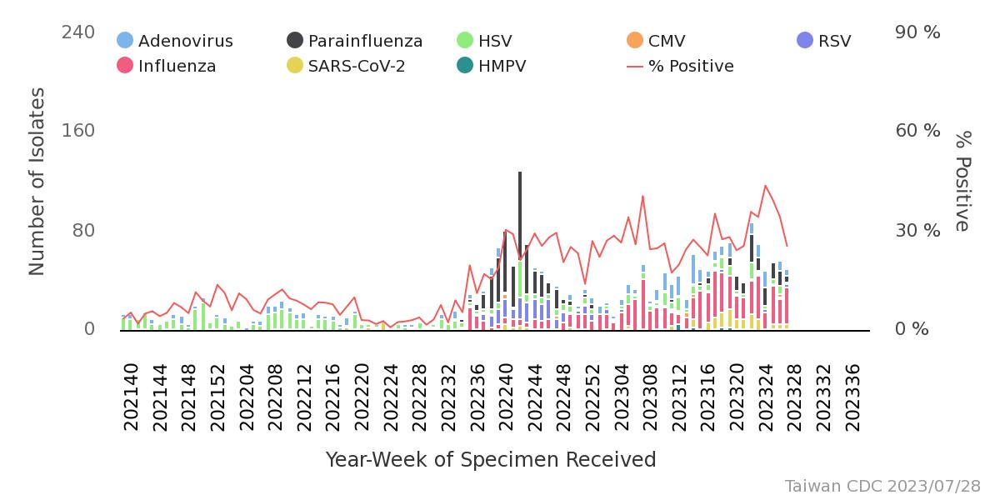 240
90 %
Adenovirus
Parainfluenza
HSV
CMV
RSV
Influenza
SARS-CoV-2
HMPV
% Positive
Number of Isolates
160
60 %
% Positive
80
30 %
0
0 %
202140
202144
202148
202152
202204
202208
202212
202216
202220
202224
202228
202232
202236
202240
202244
202248
202252
202304
202308
202312
202316
202320
202324
202328
202332
202336
Year-Week of Specimen Received
Taiwan CDC 2023/07/28